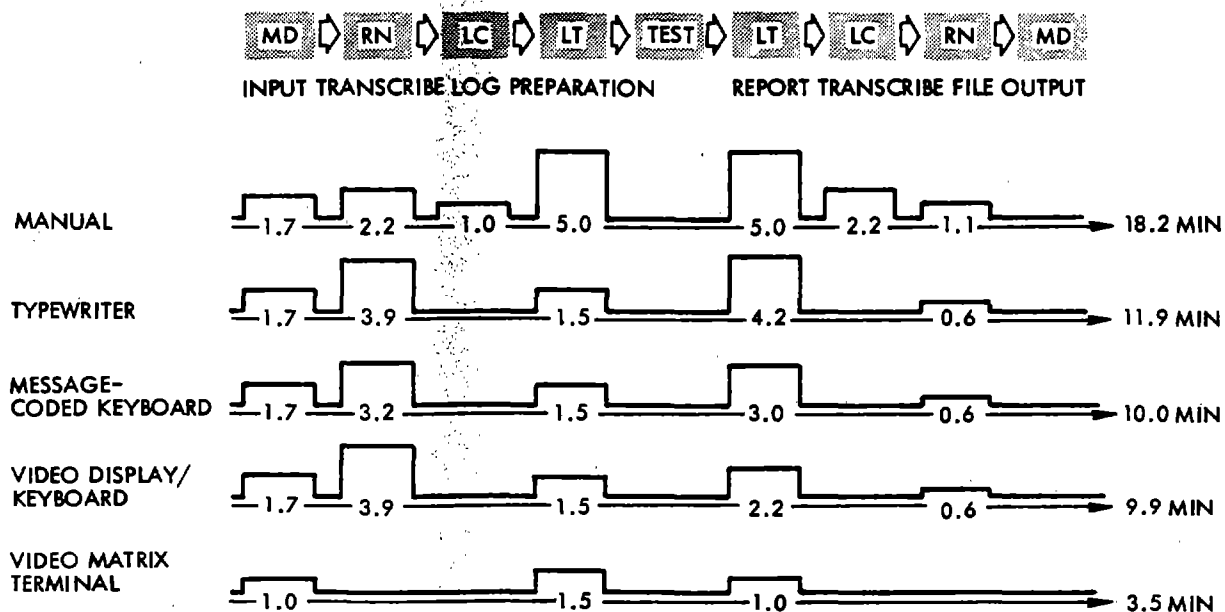 MD RN LC LT TEST LT LC RN MD
INPUT TRANSCRIBE LOG PREPARATION REPORT TRANSCRIBE FILE OUTPUT
MANUAL 1.7 2.2 1.0 5.0 5.0 2.2 1.1 18.2 MIN
TYPEWRITER 1.7 3.9 1.5 4.2 0.6 11.9 MIN
MESSAGE-
CODED KEYBOARD 1.7 3.2 1.5 3.0 0.6 10.0 MIN
VIDEO DISPLAY/
KEYBOARD 1.7 3.9 1.5 2.2 0.6 9.9 MIN
VIDEO MATRIX
TERMINAL 1.0 1.5 1.0 3.5 MIN